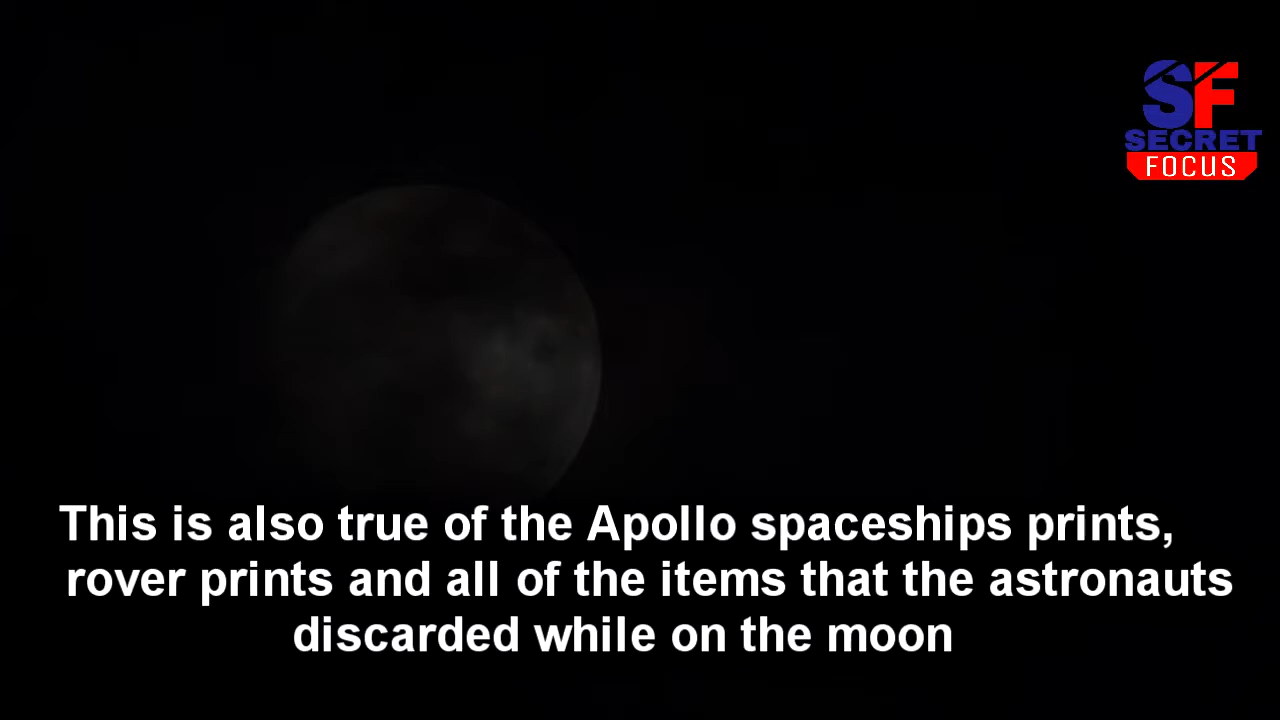 SF
SECRET
FOCUS
This is also true of the Apollo spaceships prints,
rover prints and all of the items that the astronauts
discarded while on the moon